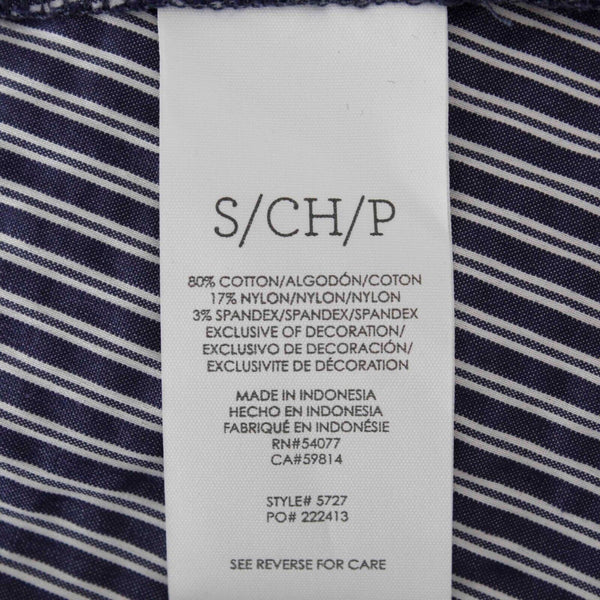 S/CH/P
80% COTTON/ALGODÓN/COTON
17% NYLON/NYLON/NYLON
3% SPANDEX/SPANDEX/SPANDEX
EXCLUSIVE OF DECORATION/
EXCLUSIVO DE DECORACIÓN/
EXCLUSIVITE DE DÉCORATION
MADE IN INDONESIA
HECHO EN INDONESIA
FABRIQUÉ EN INDONÉSIE
RN#54077
CA#59814
STYLE# 5727
PO# 222413
SEE REVERSE FOR CARE